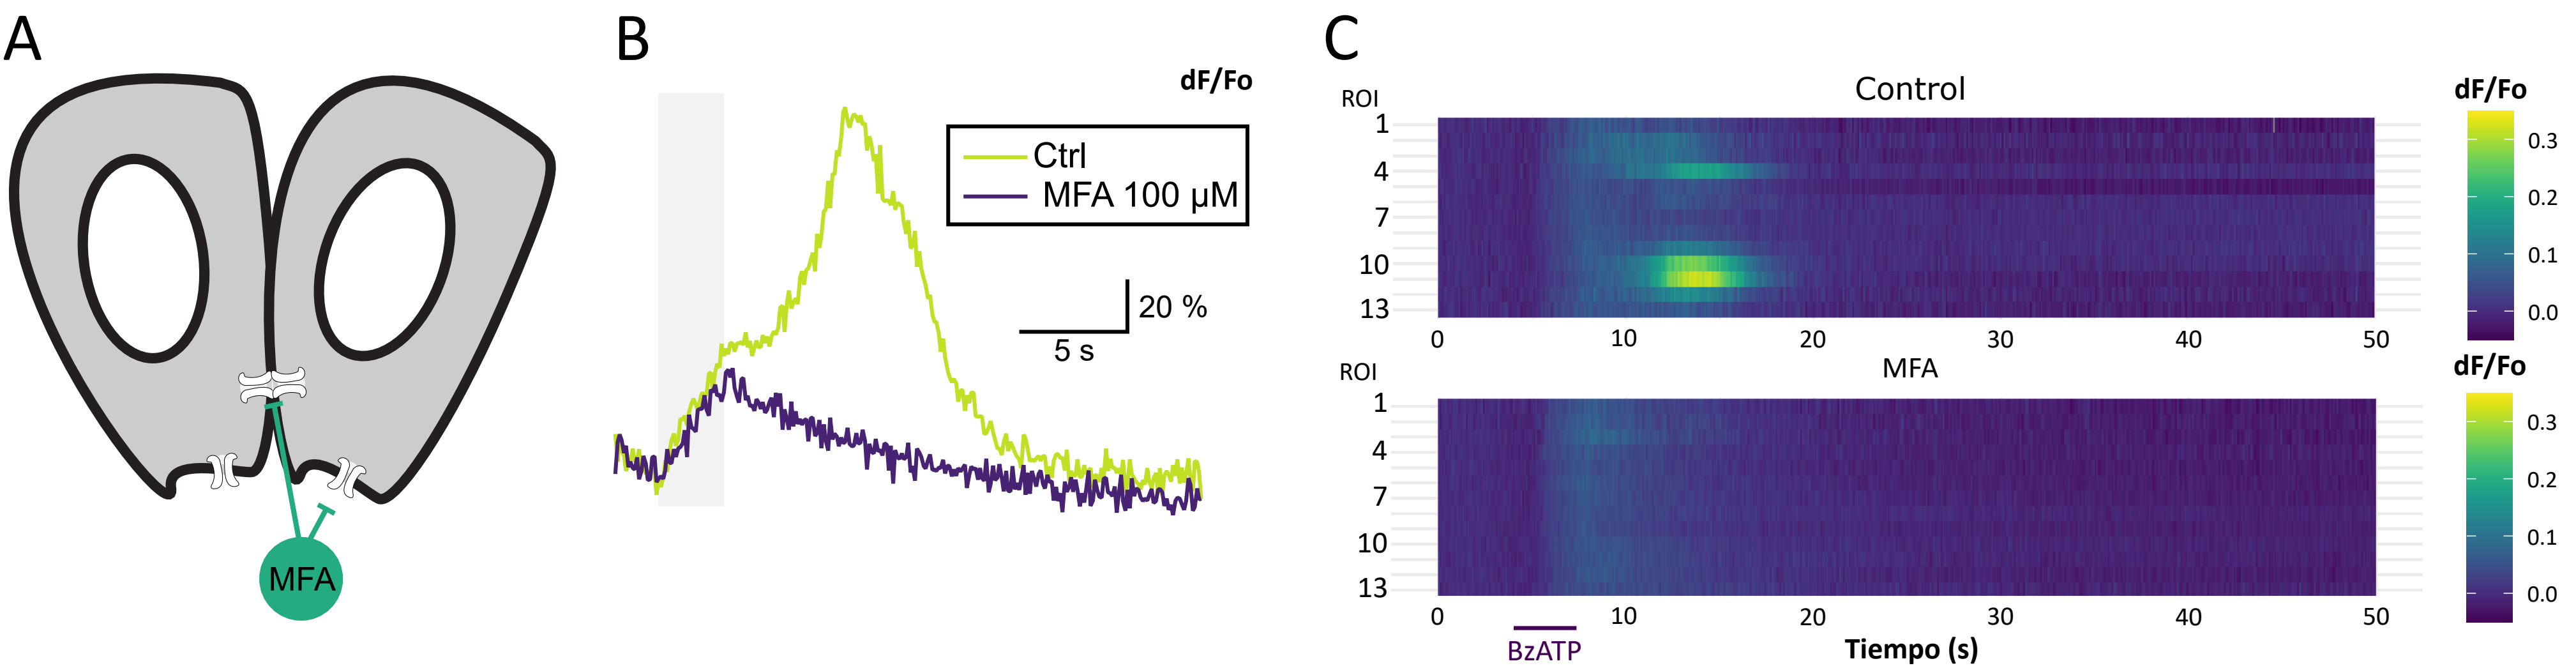 A
MFA
B
dF/Fo
Ctrl
MFA 100 µM
20 %
5 s
C
Control
ROI
1
4
7
10
13
0 10 20 30 40 50
dF/Fo
0.3
0.2
0.1
0.0
MFA
ROI
1
4
7
10
13
0 10 20 30 40 50
BzATP
Tiempo (s)
dF/Fo
0.3
0.2
0.1
0.0